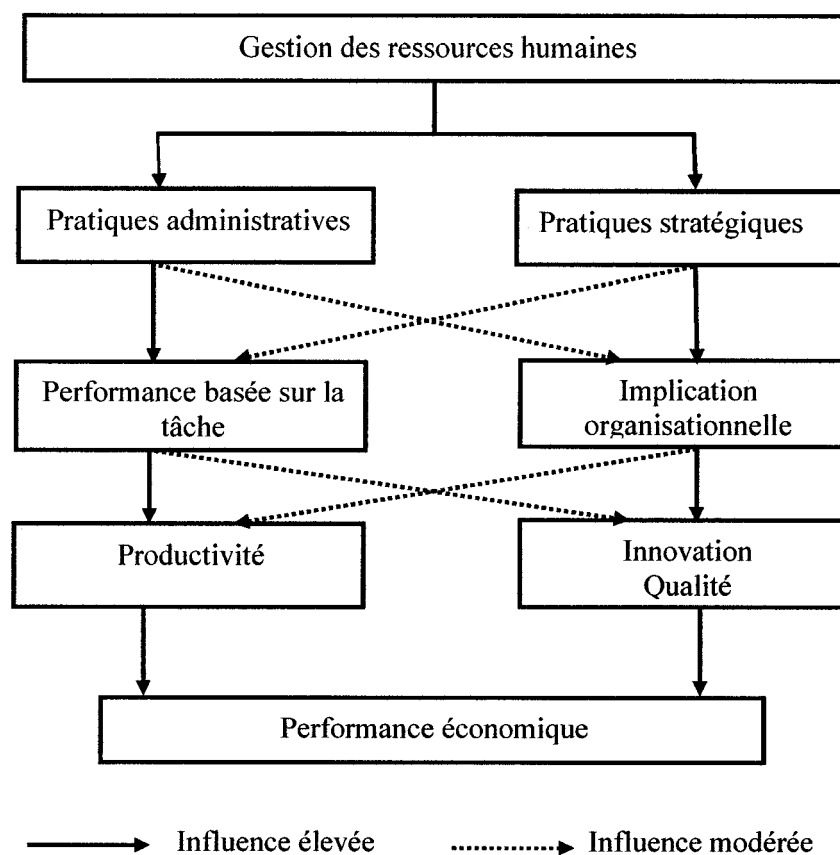 Gestion des ressources humaines
Pratiques administratives
Pratiques stratégiques
Performance basée sur la
tâche
Implication
organisationnelle
Productivité
Innovation
Qualité
Performance économique
Influence élevée
Influence modérée